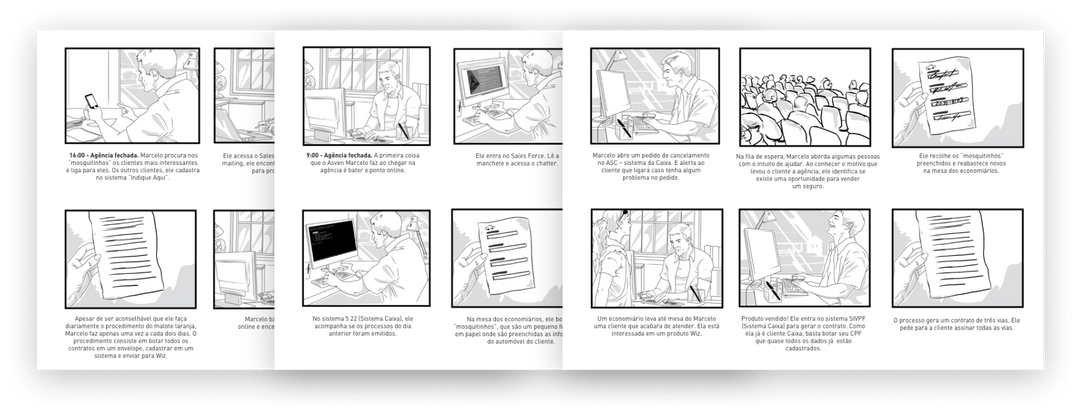 16:00 - Agência fechada. Marcelo procura nos
"mosquitinhos" os clientes mais interessantes
e liga para eles. Os outros clientes, ele cadastra
no sistema "Indique Aqui".
Ele acessa o Sales
mailing, ele encon
para pro
Apesar de ser aconselhável que ele faça
diariamente o procedimento do malote laranja,
Marcelo faz apenas uma vez a cada dois dias. O
procedimento consiste em botar todos os
contratos em um envelope, cadastrar em um
sistema e enviar para Wiz.
Marcelo ba
online e ence
9:00 - Agência fechada. A primeira coisa
que o Asven Marcelo faz ao chegar na
agência é bater o ponto online.
Ele entra no Sales Force. Lê a
manchete e acessa o chatter.
No sistema 5.22 (Sistema Caixa), ele
acompanha se os processos do dia
anterior foram emitidos.
Na mesa dos economiários, ele bo
"mosquitinhos", que são um pequeno f
em papel onde são preenchidas as info
do automóvel do cliente.
Marcelo abre um pedido de cancelamento
no ASC – sistema da Caixa. E alerta ao
cliente que ligará caso tenha algum
problema no pedido.
Na fila de espera, Marcelo aborda algumas pessoas
com o inteito de ajudar. Ao conhecer o motivo que
levou o cliente a agência, ele identifica se
existe uma oportunidade para vender
um seguro.
Ele recolhe os "mosquitinhos"
preenchidos e reabastece novos
na mesa dos economiários.
Um economiário leva até mesa do Marcelo
uma cliente que acabara de atender. Ela está
interessada em um produto Wiz.
Produto vendido! Ele entra no sistema SIVPF
(Sistema Caixa) para gerar o contrato. Como
ela já é cliente Caixa, basta botar seu CPF
que quase todos os dados já estão
cadastrados.
O processo gera um contrato de três vias. Ele
pede para a cliente assinar todas as vias.